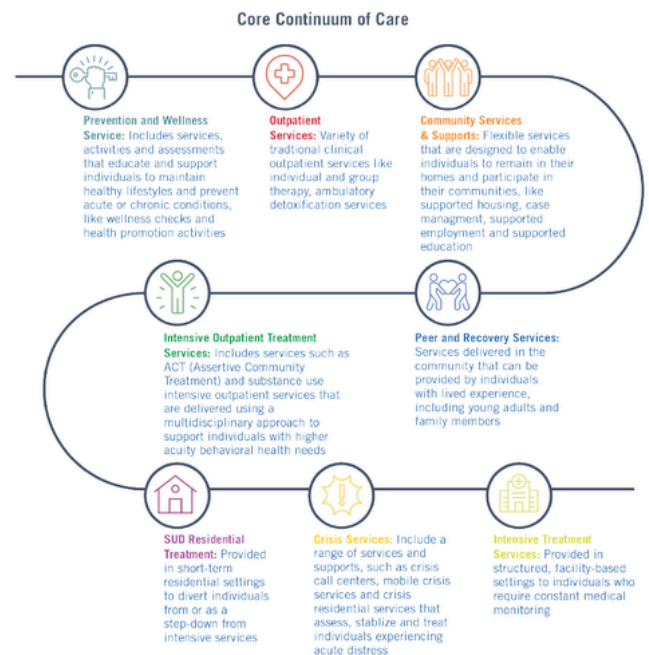 Core Continuum of Care
Prevention and Wellness
Service: Includes services,
activities and assessments
that educate and support
individuals to maintain
healthy lifestyles and prevent
acute or chronic conditions,
like wellness checks and
health promotion activities
Outpatient
Services: Variety of
tradtional clinical
outpatient services like
individual and group
therapy, ambulatory
detoxification services
Community Services
& Supports: Flexible services
that are designed to enable
individuals to remain in their
homes and participate in
their communities, like
supported housing, case
managment, supported
employment and supported
education
Intensive Outpatient Treatment
Services: Includes services such as
ACT (Assertive Community
Treatment) and substance use
intensive outpatient services that
are delivered using a
multidisciplinary approach to
support individuals with higher
acuity behavioral health needs
Peer and Recovery Services:
Services delivered in the
community that can be
provided by individuals
with lived experience,
including young adults and
family members
SUD Residential
Treatment: Provided
in short-term
residential settings
to divert individuals
from or as a
step-down from
intensive services
Crisis Services: Include a
range of services and
supports, such as crisis
call centers, mobile crisis
services and crisis
residential services that
assess, stablize and treat
individuals experiencing
acute distress
Intensive Treatment
Services: Provided in
structured, facility-based
settings to individuals who
require constant medical
monitoring